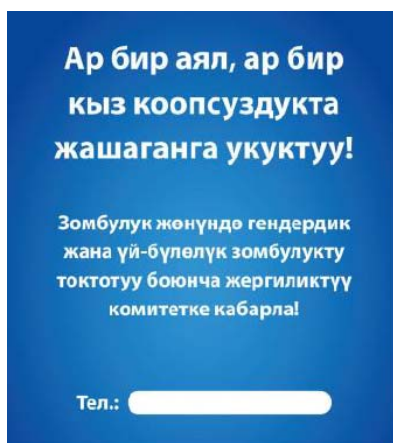 Ар бир аял, ар бир
кыз коопсуздукта
жашаганга укуктуу!
Зомбулук жөнүндө гендердик
жана үй-бүлөлүк зомбулукту
токтотуу боюнча жергиликтүү
комитетке кабарла!
Тел.: